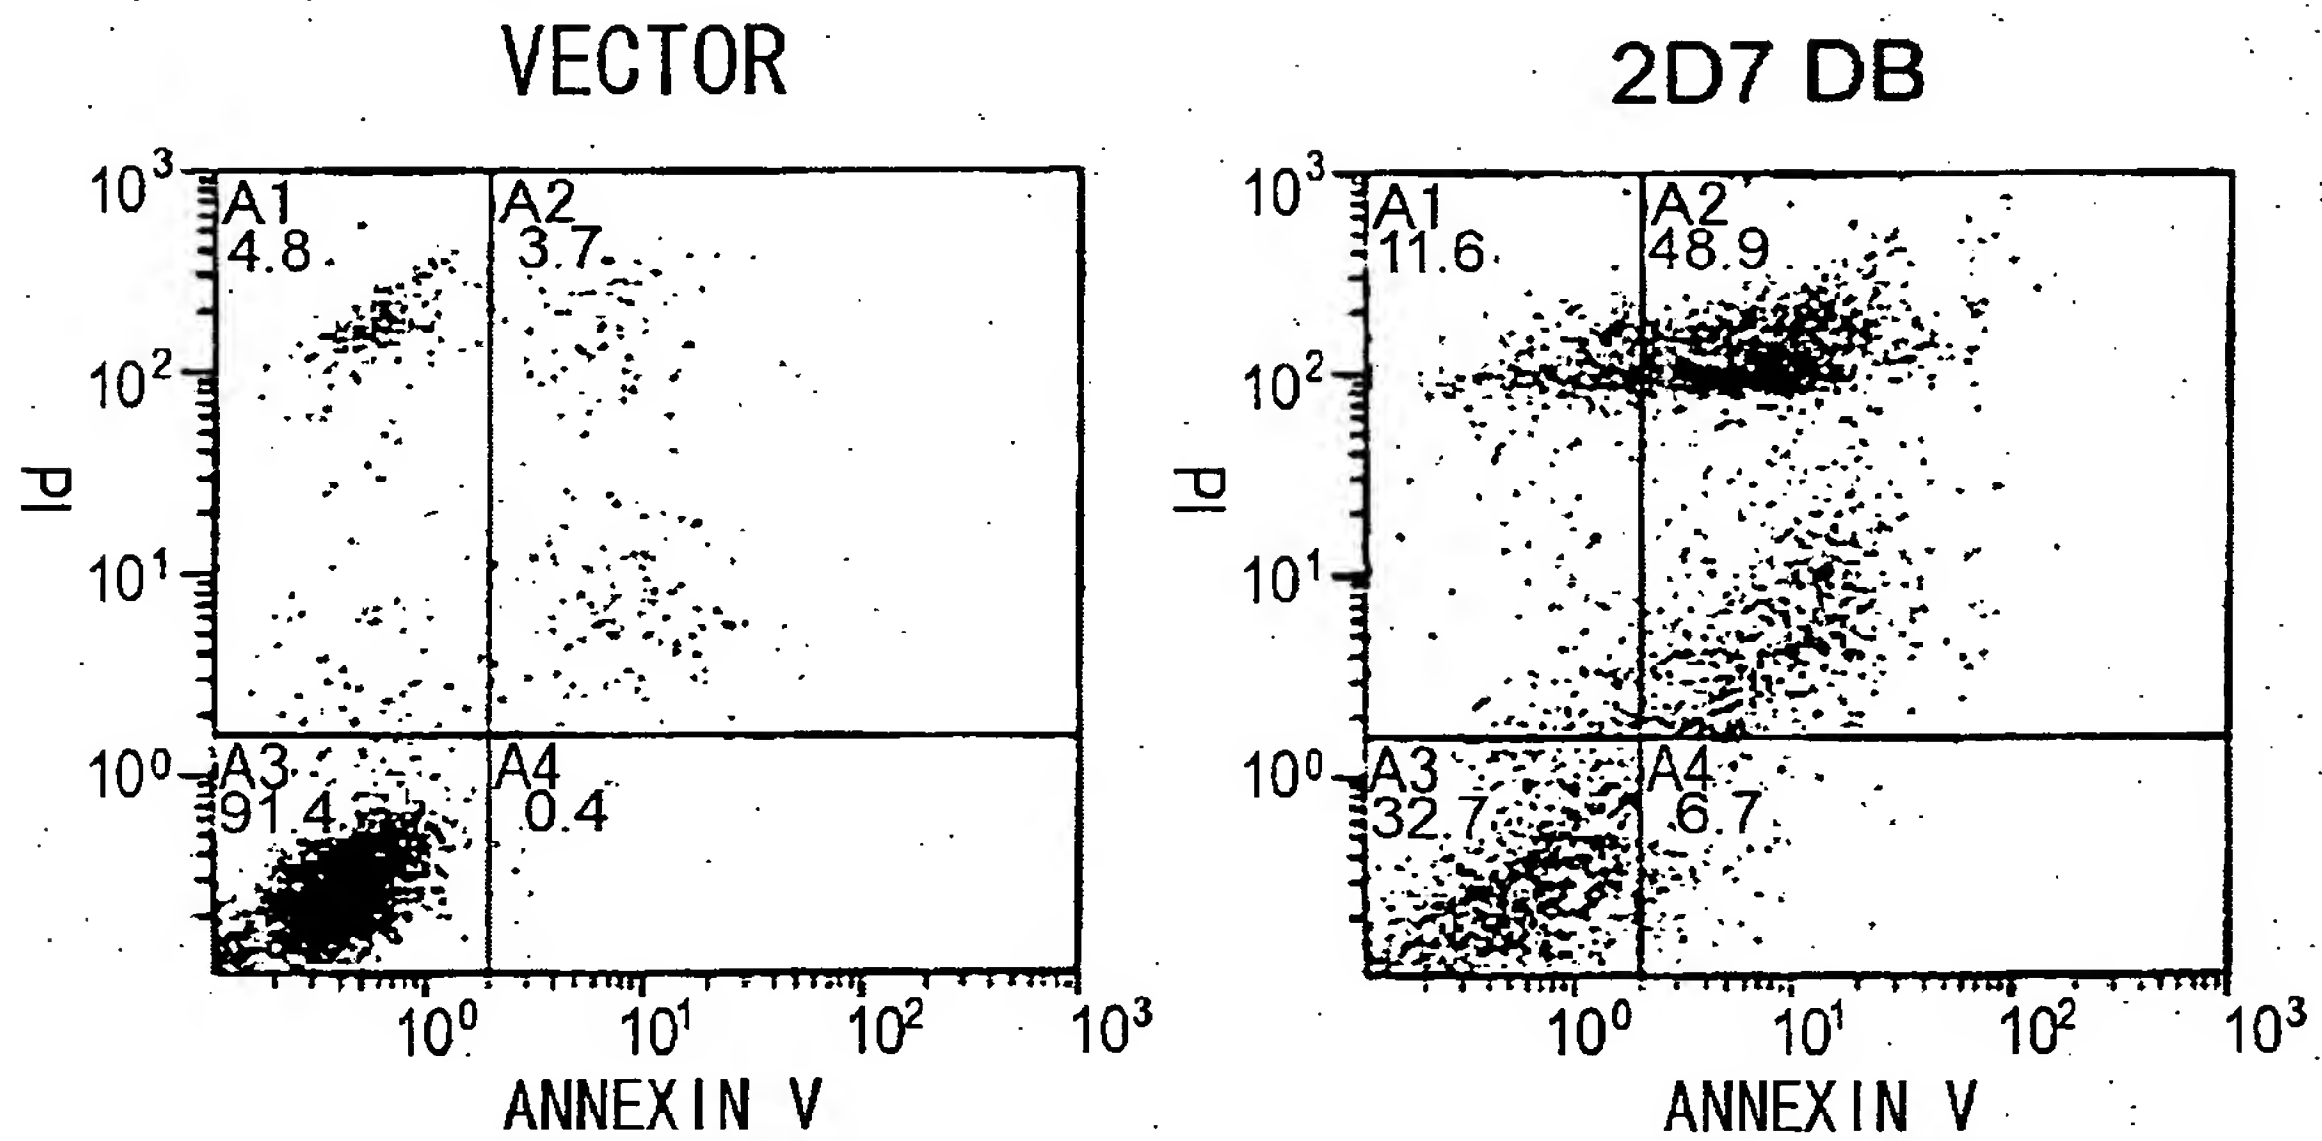 VECTOR
10³
A1
4.8
A2
3.7
10²
PI
10¹
10⁰
A3
91.4
A4
0.4
10⁰ 10¹ 10² 10³
ANNEXIN V
2D7 DB
10³
A1
11.6
A2
48.9
10²
PI
10¹
10⁰
A3
32.7
A4
6.7
10⁰ 10¹ 10² 10³
ANNEXIN V